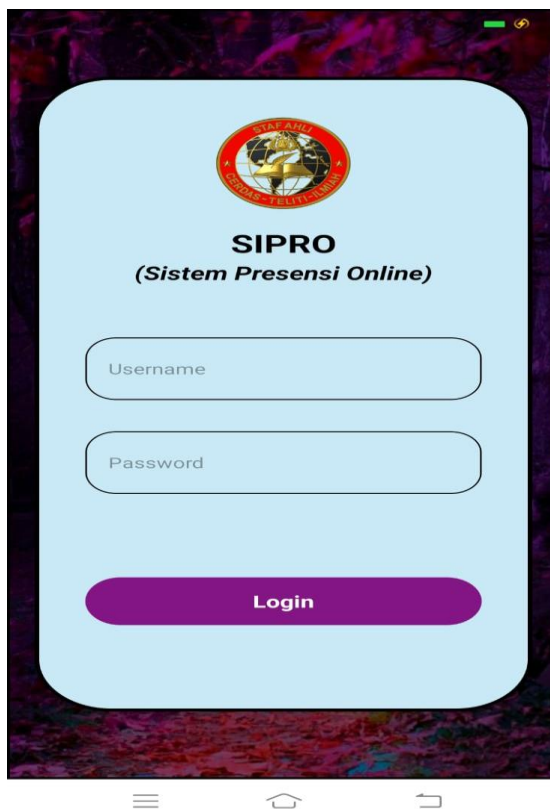 STAF AHLI
CERDAS - TELITI - ILMIAH
SIPRO
(Sistem Presensi Online)
Username
Password
Login